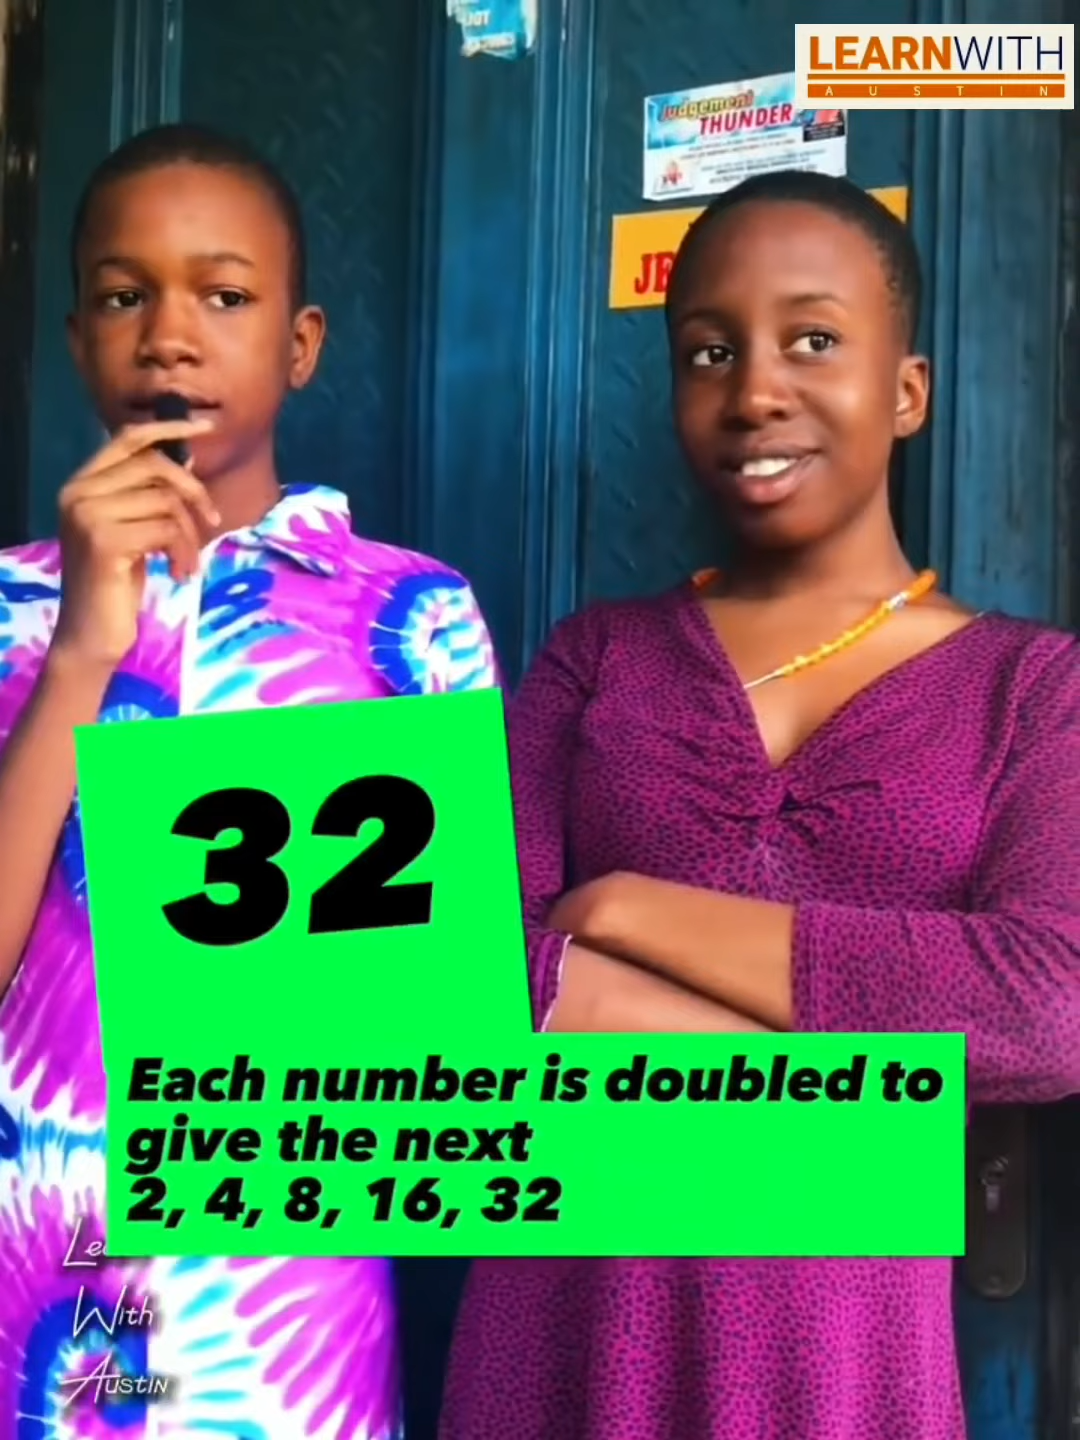 LEARNWITH
AUSTIN
Judgement
THUNDER
32
Each number is doubled to
give the next
2, 4, 8, 16, 32
With
Austin